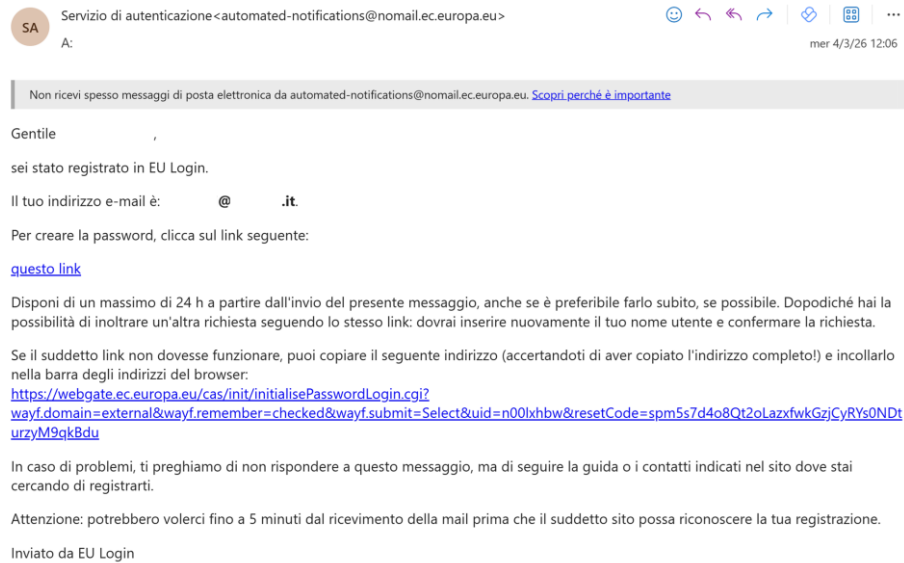 SA
Servizio di autenticazione<automated-notifications@nomail.ec.europa.eu>
A:
mer 4/3/26 12:06
Non ricevi spesso messaggi di posta elettronica da automated-notifications@nomail.ec.europa.eu. Scopri perché è importante
Gentile ,
sei stato registrato in EU Login.
Il tuo indirizzo e-mail è: @ .it.
Per creare la password, clicca sul link seguente:
questo link
Disponi di un massimo di 24 h a partire dall'invio del presente messaggio, anche se è preferibile farlo subito, se possibile. Dopodiché hai la
possibilità di inoltrare un'altra richiesta seguendo lo stesso link: dovrai inserire nuovamente il tuo nome utente e confermare la richiesta.
Se il suddetto link non dovesse funzionare, puoi copiare il seguente indirizzo (accertandoti di aver copiato l'indirizzo completo!) e incollarlo
nella barra degli indirizzi del browser:
https://webgate.ec.europa.eu/cas/init/initialisePasswordLogin.cgi?
wayf.domain=external&wayf.remember=checked&wayf.submit=Select&uid=n00lxhbw&resetCode=spm5s7d4o8Qt2oLazxfwkGzjCyRYs0NDt
urzyM9qkBdu
In caso di problemi, ti preghiamo di non rispondere a questo messaggio, ma di seguire la guida o i contatti indicati nel sito dove stai
cercando di registrarti.
Attenzione: potrebbero volerci fino a 5 minuti dal ricevimento della mail prima che il suddetto sito possa riconoscere la tua registrazione.
Inviato da EU Login